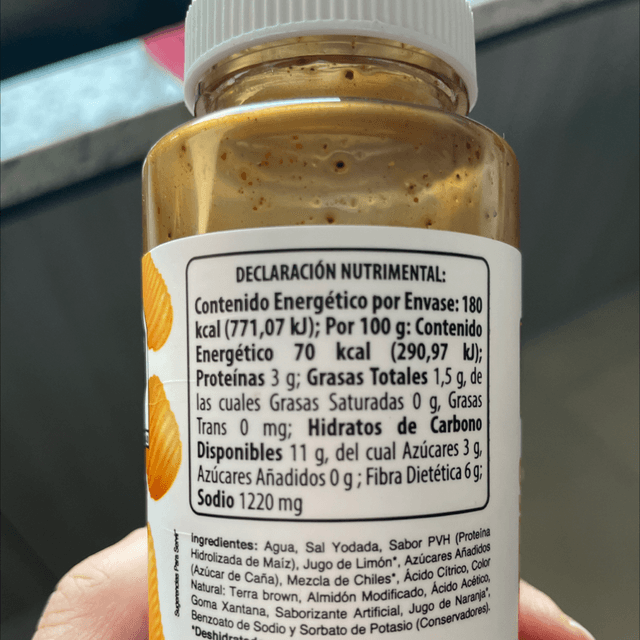 DECLARACIÓN NUTRIMENTAL:
Contenido Energético por Envase: 180
kcal (771,07 kJ); Por 100 g: Contenido
Energético 70 kcal (290,97 kJ);
Proteínas 3 g; Grasas Totales 1,5 g, de
las cuales Grasas Saturadas 0 g, Grasas
Trans 0 mg; Hidratos de Carbono
Disponibles 11 g, del cual Azúcares 3 g,
Azúcares Añadidos 0 g ; Fibra Dietética 6 g;
Sodio 1220 mg
Ingredientes: Agua, Sal Yodada, Sabor PVH (Proteína
Hidrolizada de Maíz), Jugo de Limón*, Azúcares Añadidos
(Azúcar de Caña), Mezcla de Chiles*, Ácido Cítrico, Color
Natural: Terra brown, Almidón Modificado, Ácido Acético,
Goma Xantana, Saborizante Artificial, Jugo de Naranja*,
Benzoato de Sodio y Sorbato de Potasio (Conservadores).
Sugerencias Para Servir